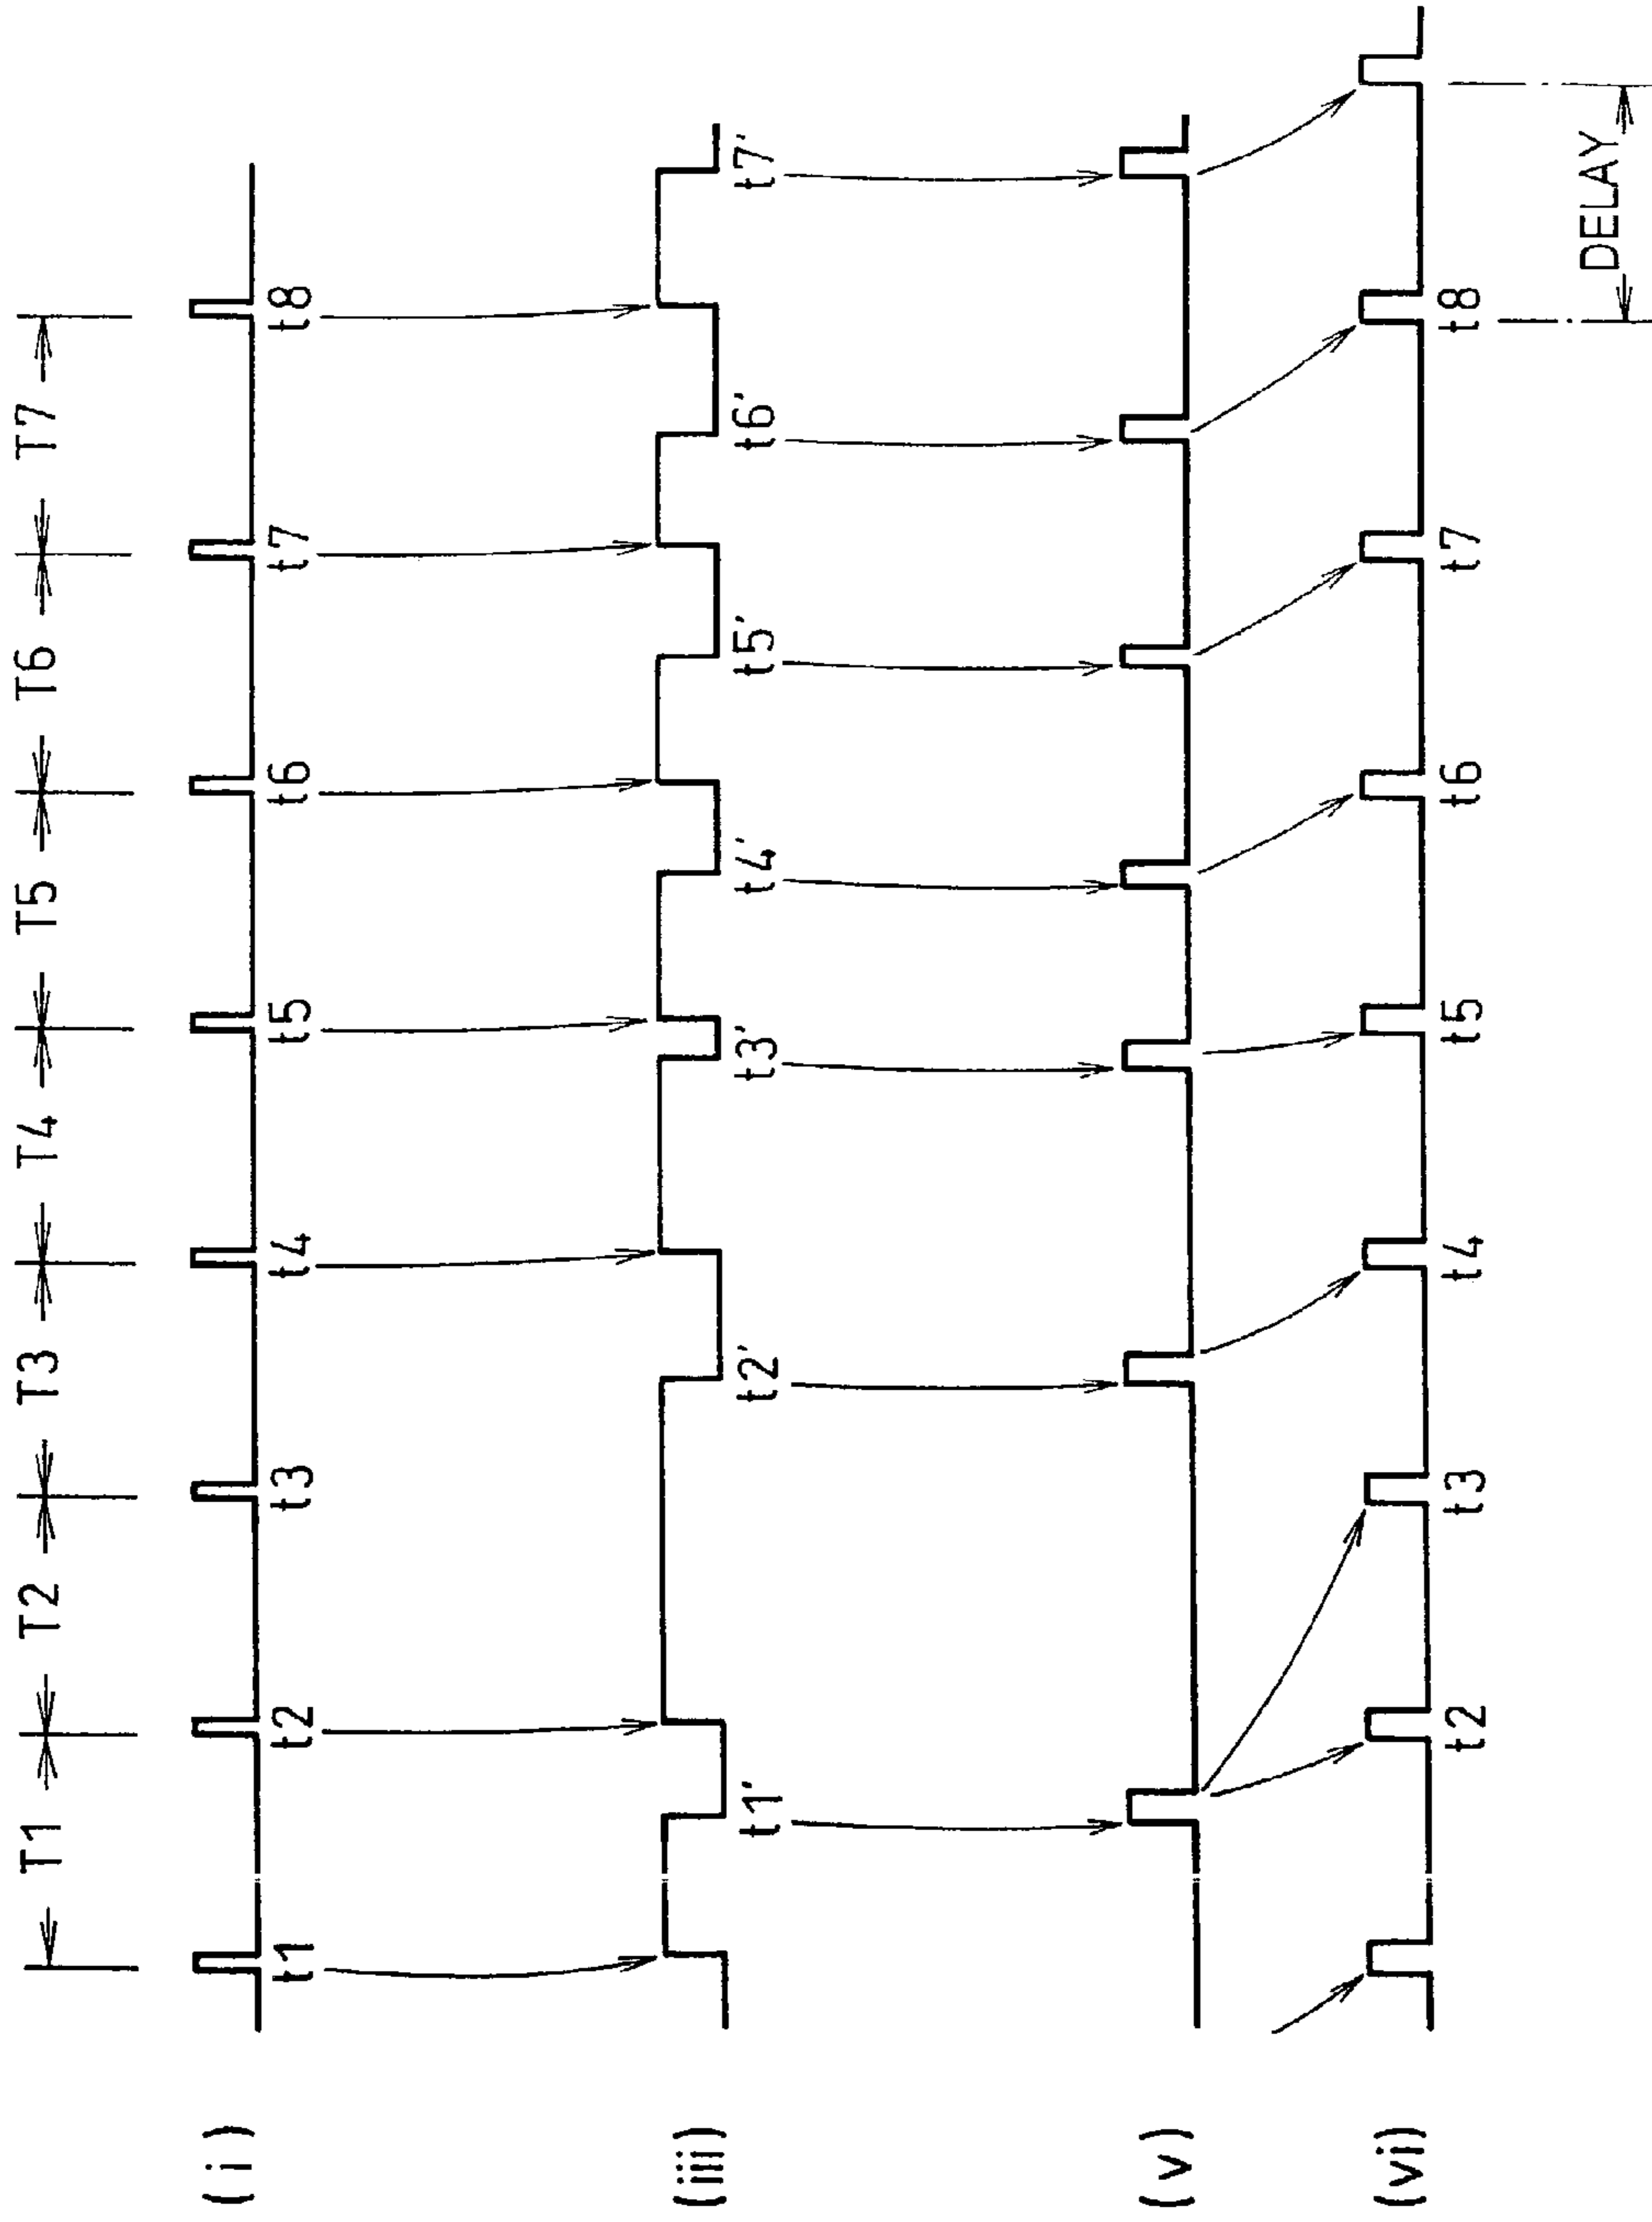 T1 T2 T3 T4 T5 T6 T7
(i)
t1 t2 t3 t4 t5 t6 t7 t8
(iii)
t1' t2' t3' t4' t5' t6' t7'
(v)
(vi)
t2 t3 t4 t5 t6 t7 t8
DELAY